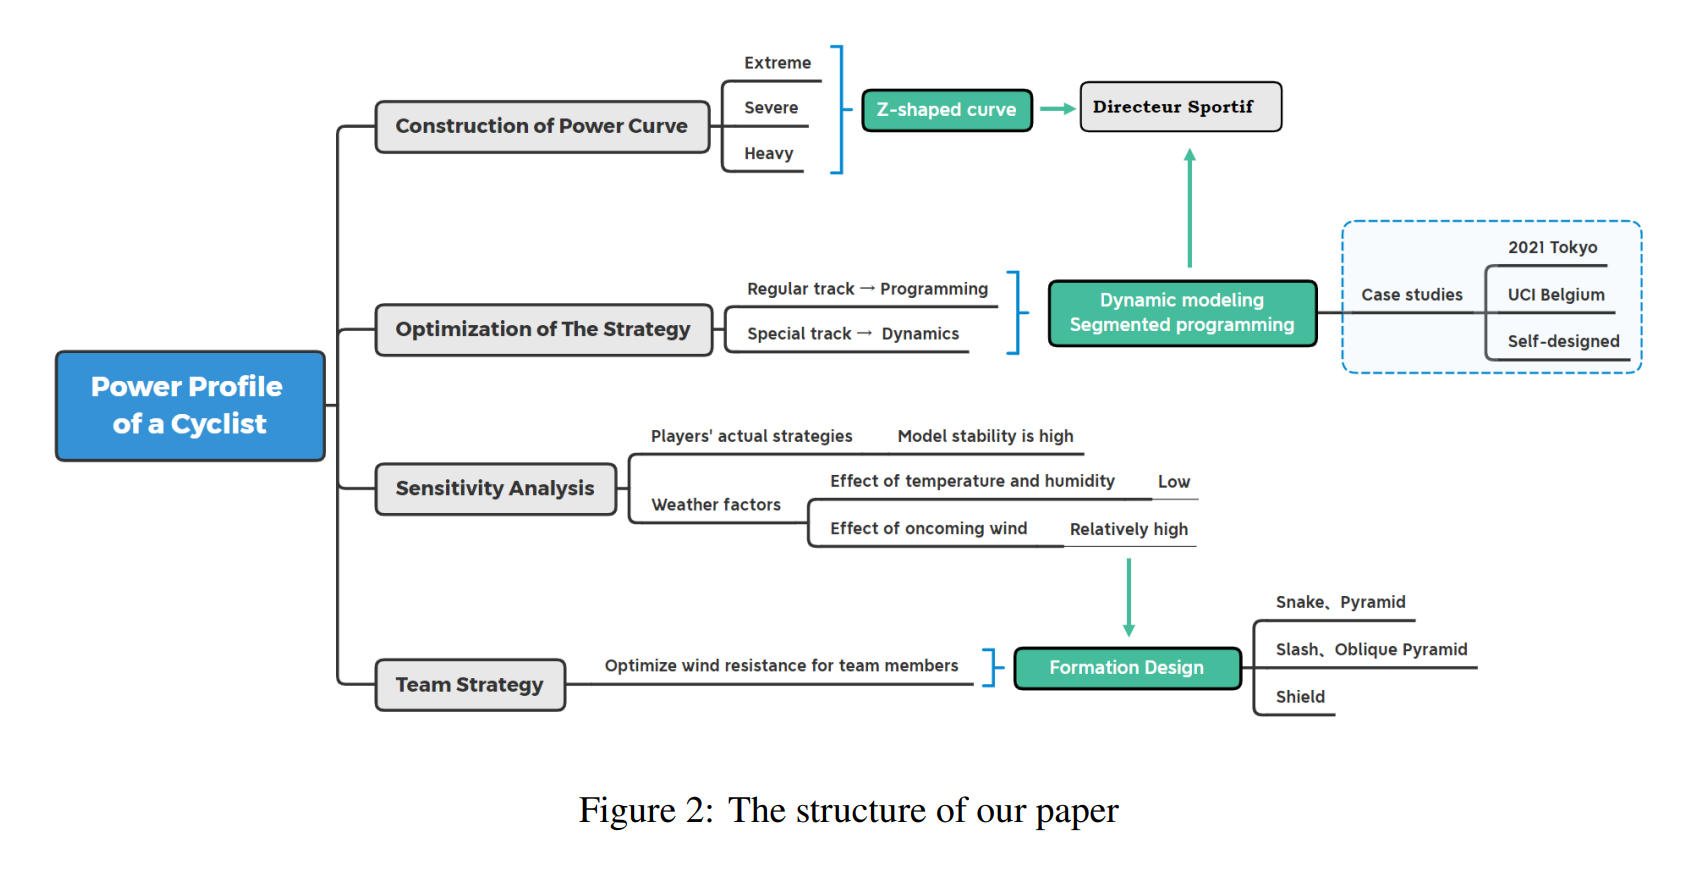 Power Profile
of a Cyclist
Construction of Power Curve
Extreme
Severe
Heavy
Z-shaped curve
Directeur Sportif
Optimization of The Strategy
Regular track → Programming
Special track → Dynamics
Dynamic modeling
Segmented programming
Case studies
2021 Tokyo
UCI Belgium
Self-designed
Sensitivity Analysis
Players' actual strategies
Model stability is high
Weather factors
Effect of temperature and humidity
Low
Effect of oncoming wind
Relatively high
Team Strategy
Optimize wind resistance for team members
Formation Design
Snake、Pyramid
Slash、Oblique Pyramid
Shield
Figure 2: The structure of our paper